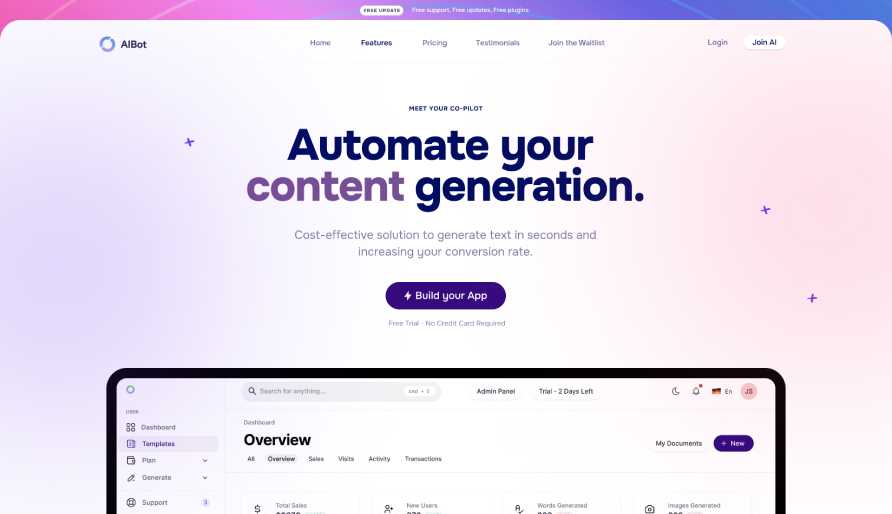 FREE UPDATE Free support, Free updates, Free plugins
AIBot Home Features Pricing Testimonials Join the Waitlist Login Join AI
MEET YOUR CO-PILOT
Automate your
content generation.
Cost-effective solution to generate text in seconds and
increasing your conversion rate.
Build your App
Free Trial - No Credit Card Required
Search for anything... Admin Panel Trial - 2 Days Left En JS
USER
Dashboard
Templates
Plan
Generate
Support 3
Dashboard
Overview
My Documents + New
All Overview Sales Visits Activity Transactions
Total Sales New Users Words Generated Images Generated